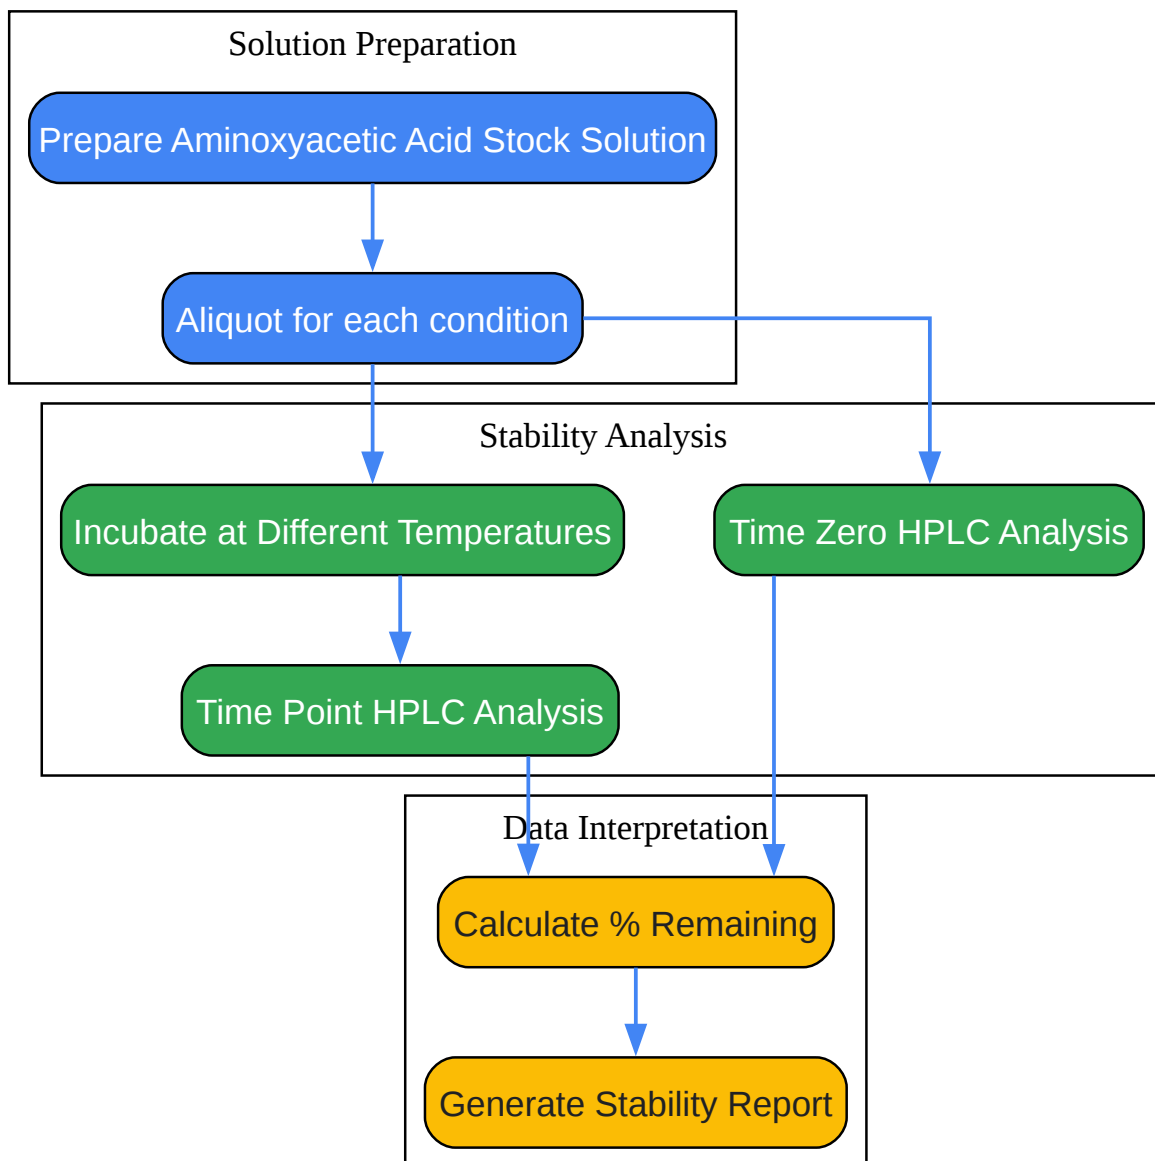 Solution Preparation
Prepare Aminoxyacetic Acid Stock Solution
Aliquot for each condition
Stability Analysis
Incubate at Different Temperatures
Time Zero HPLC Analysis
Time Point HPLC Analysis
Data Interpretation
Calculate % Remaining
Generate Stability Report